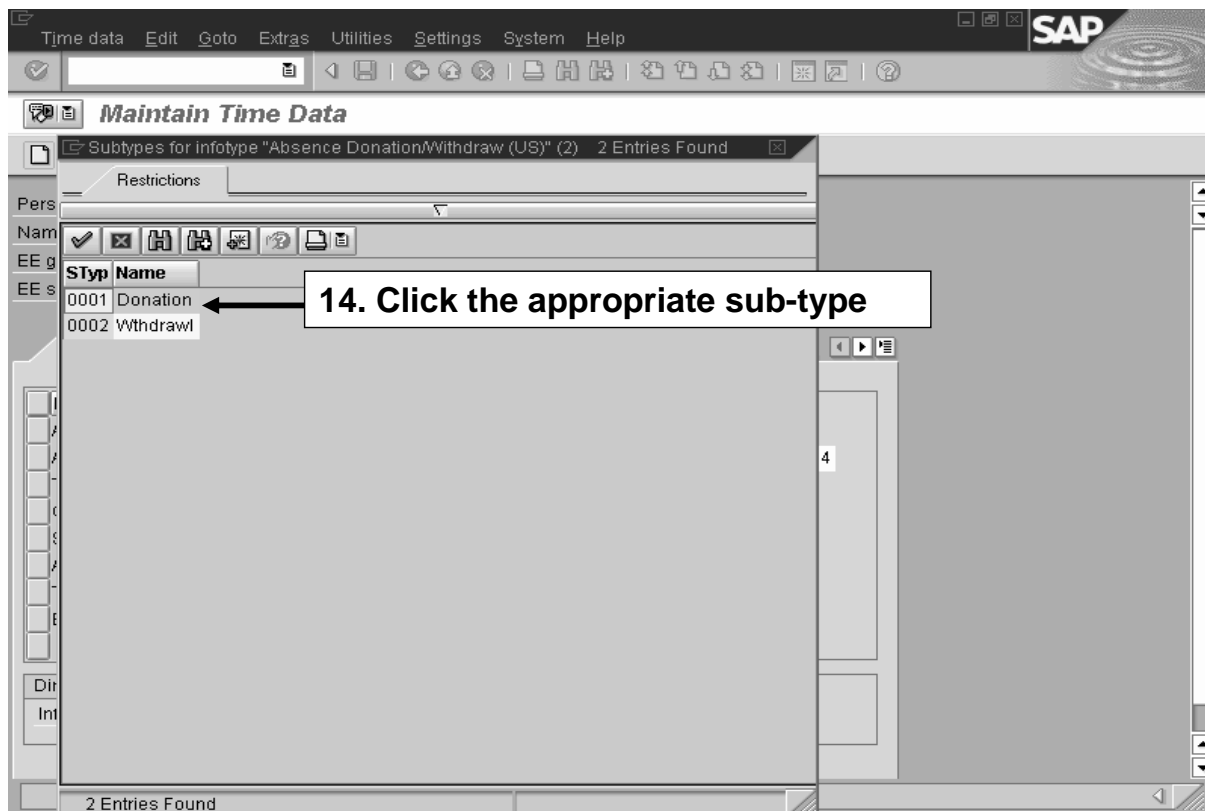 Time data Edit Goto Extras Utilities Settings System Help
SAP
Maintain Time Data
Subtypes for infotype "Absence Donation/Withdraw (US)" (2) 2 Entries Found
Restrictions
Pers
Nam
EE g
EE s
STyp Name
0001 Donation
0002 Wthdrawl
14. Click the appropriate sub-type
4
Dir
Int
2 Entries Found